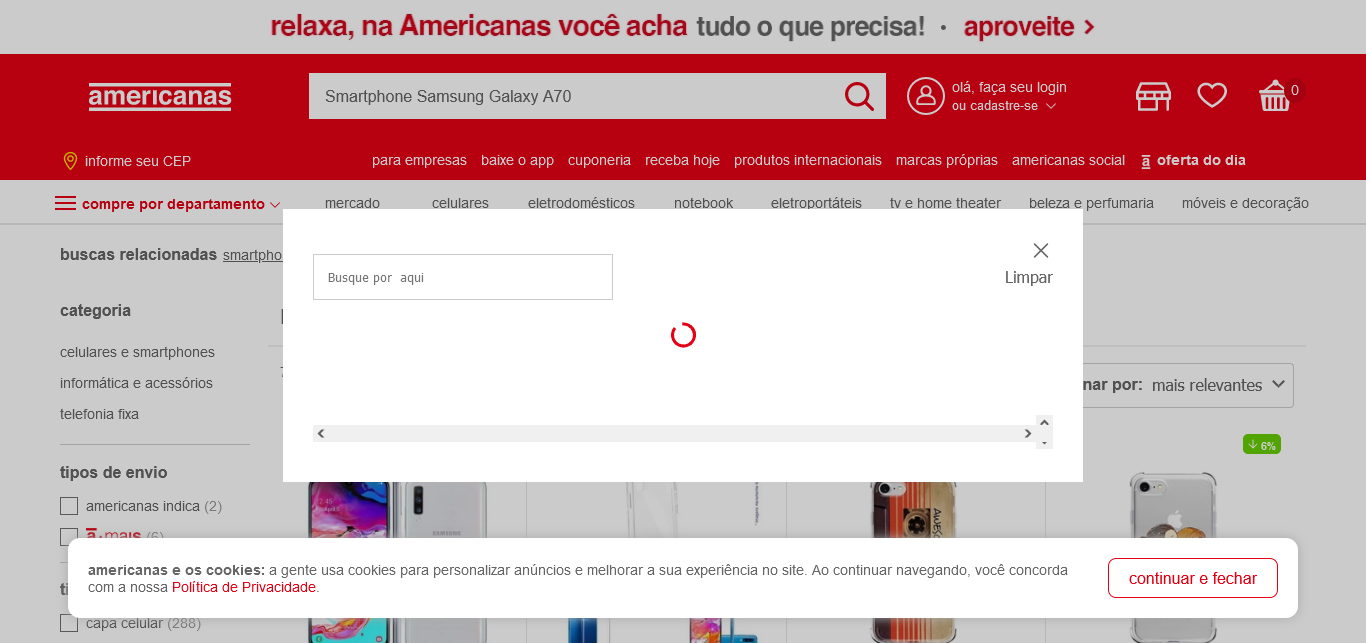 relaxa, na Americanas você acha tudo o que precisa! · aproveite >
americanas
Smartphone Samsung Galaxy A70
olá, faça seu login
ou cadastre-se
0
informe seu CEP
para empresas baixe o app cuponeria receba hoje produtos internacionais marcas próprias americanas social a oferta do dia
compre por departamento
mercado celulares eletrodomésticos notebook eletroportáteis tv e home theater beleza e perfumaria móveis e decoração
buscas relacionadas
Busque por aqui
Limpar
categoria
celulares e smartphones
informática e acessórios
telefonia fixa
por: mais relevantes
6%
tipos de envio
americanas indica (2)
a+mais (6)
americanas e os cookies: a gente usa cookies para personalizar anúncios e melhorar a sua experiência no site. Ao continuar navegando, você concorda
com a nossa Política de Privacidade.
continuar e fechar
capa celular (288)